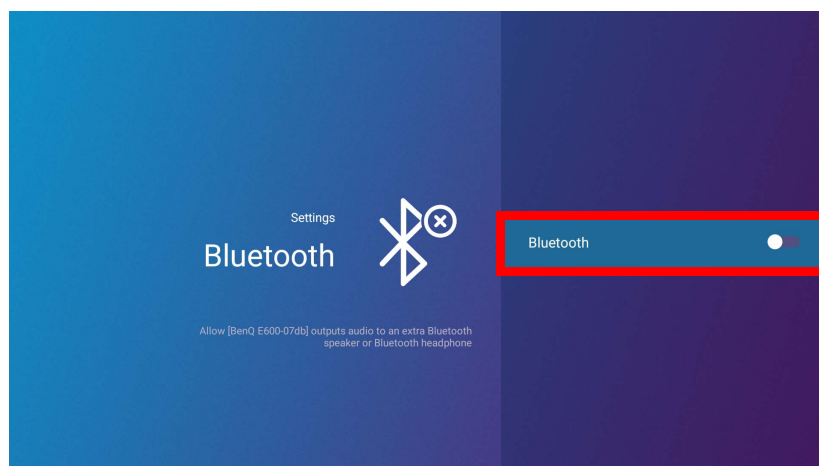 Settings
Bluetooth
Allow [BenQ E600-07db] outputs audio to an extra Bluetooth
speaker or Bluetooth headphone
Bluetooth